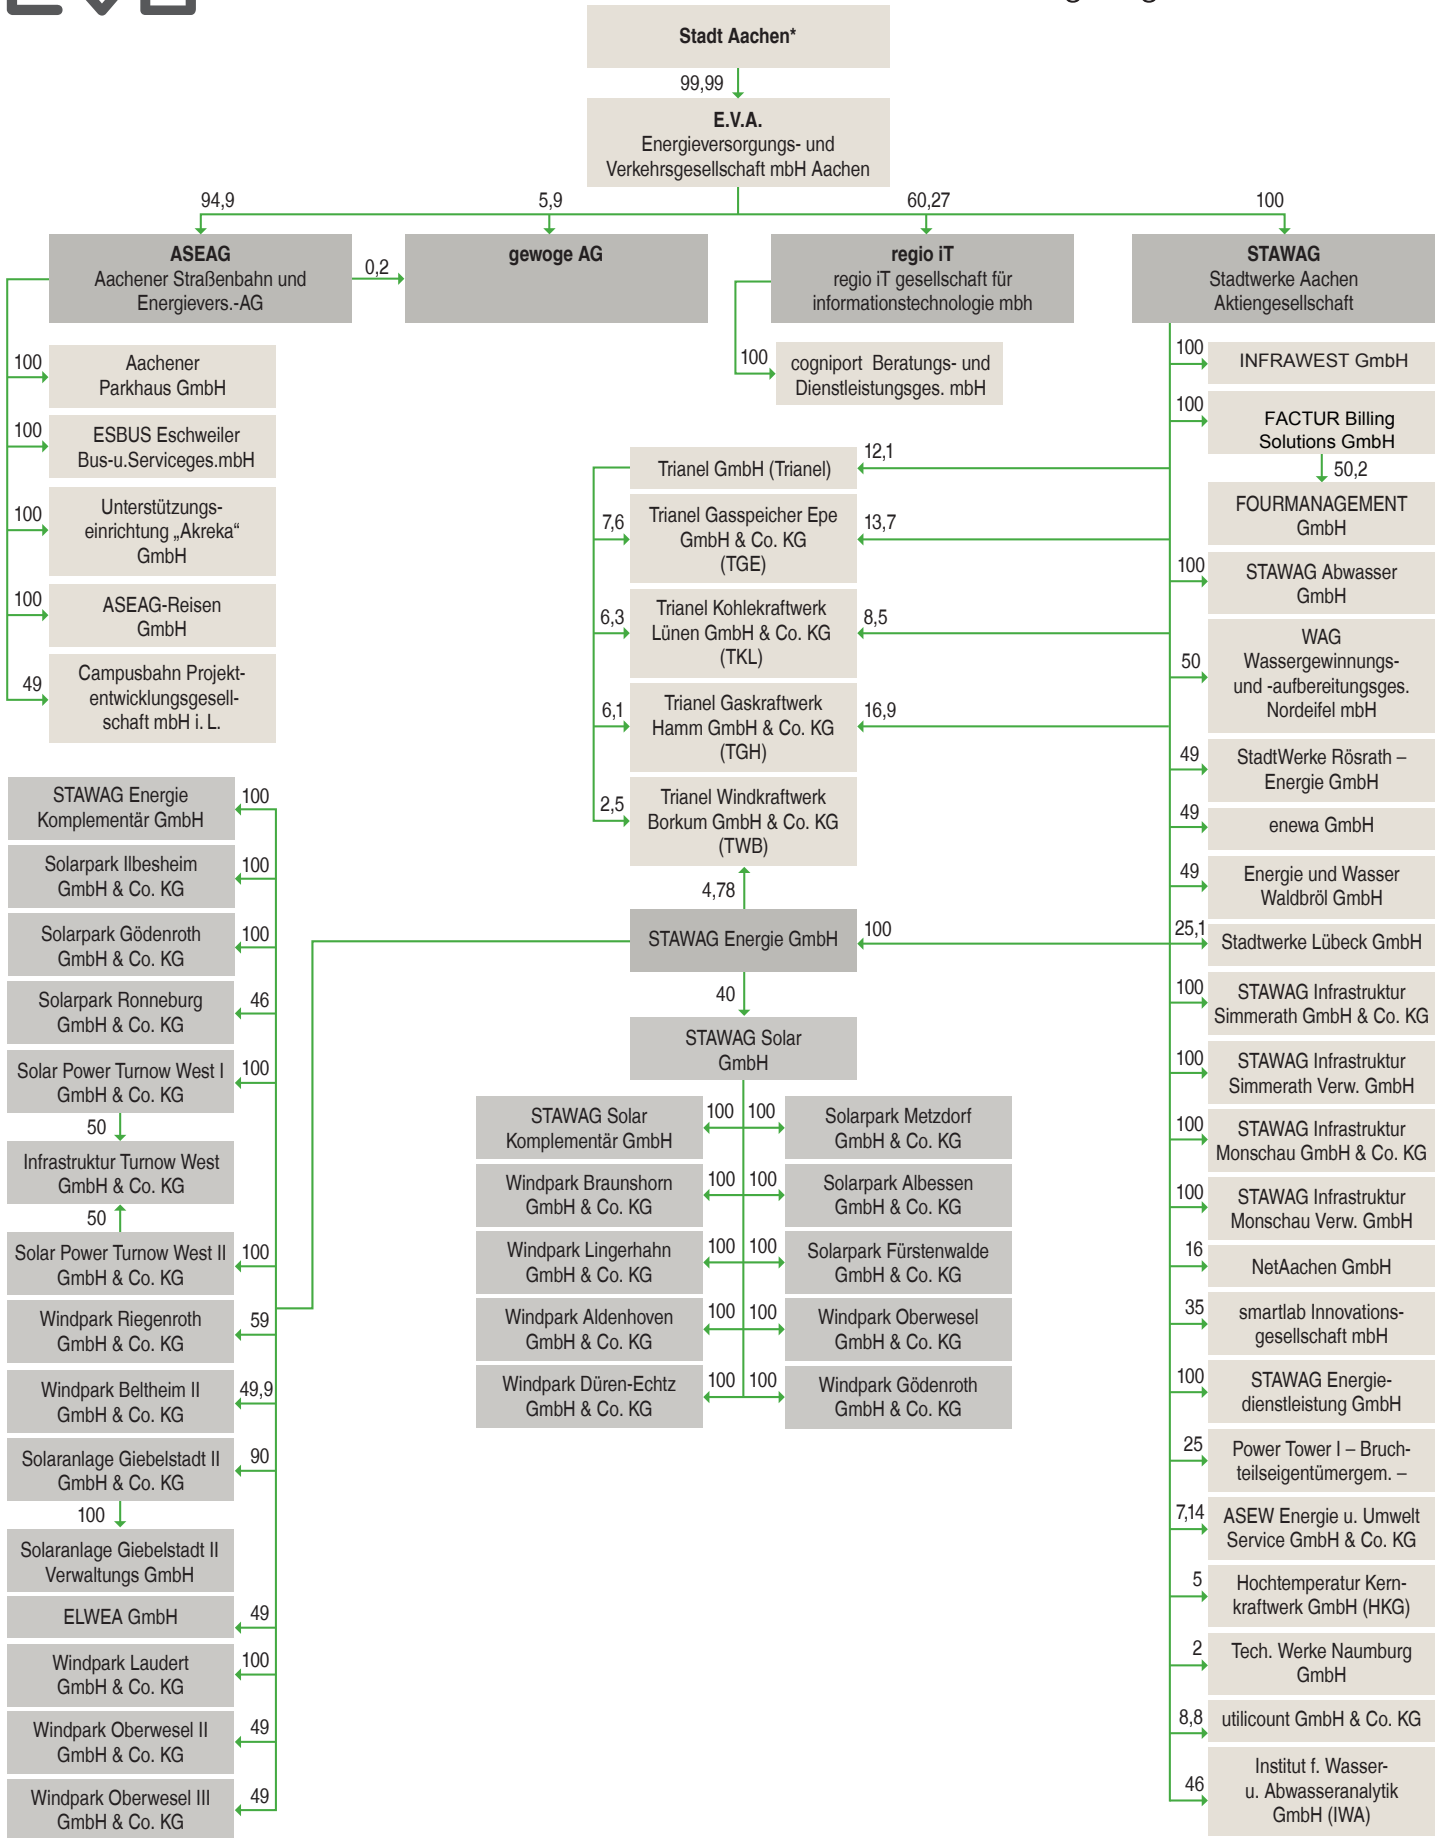 Stadt Aachen*
99,99
E.V.A.
Energieversorgungs- und
Verkehrsgesellschaft mbH Aachen
94,9
5,9
60,27
100
ASEAG
Aachener Straßenbahn und
Energievers.-AG
0,2
gewoge AG
regio iT
regio iT gesellschaft für
informationstechnologie mbh
STAWAG
Stadtwerke Aachen
Aktiengesellschaft
100
Aachener
Parkhaus GmbH
100
ESBUS Eschweiler
Bus-u.Serviceges.mbH
100
Unterstützungs-
einrichtung „Akreka“
GmbH
100
ASEAG-Reisen
GmbH
49
Campusbahn Projekt-
entwicklungsgesell-
schaft mbH i. L.
100
cogniport Beratungs- und
Dienstleistungsges. mbH
12,1
Trianel GmbH (Trianel)
7,6
Trianel Gasspeicher Epe
GmbH & Co. KG
(TGE)
13,7
6,3
Trianel Kohlekraftwerk
Lünen GmbH & Co. KG
(TKL)
8,5
6,1
Trianel Gaskraftwerk
Hamm GmbH & Co. KG
(TGH)
16,9
2,5
Trianel Windkraftwerk
Borkum GmbH & Co. KG
(TWB)
4,78
STAWAG Energie GmbH
100
40
STAWAG Solar
GmbH
STAWAG Solar
Komplementär GmbH
100
100
Solarpark Metzdorf
GmbH & Co. KG
Windpark Braunshorn
GmbH & Co. KG
100
100
Solarpark Albessen
GmbH & Co. KG
Windpark Lingerhahn
GmbH & Co. KG
100
100
Solarpark Fürstenwalde
GmbH & Co. KG
Windpark Aldenhoven
GmbH & Co. KG
100
100
Windpark Oberwesel
GmbH & Co. KG
Windpark Düren-Echtz
GmbH & Co. KG
100
100
Windpark Gödenroth
GmbH & Co. KG
STAWAG Energie
Komplementär GmbH
100
Solarpark Ilbesheim
GmbH & Co. KG
100
Solarpark Gödenroth
GmbH & Co. KG
100
Solarpark Ronneburg
GmbH & Co. KG
46
Solar Power Turnow West I
GmbH & Co. KG
100
50
Infrastruktur Turnow West
GmbH & Co. KG
50
Solar Power Turnow West II
GmbH & Co. KG
100
Windpark Riegenroth
GmbH & Co. KG
59
Windpark Beltheim II
GmbH & Co. KG
49,9
Solaranlage Giebelstadt II
GmbH & Co. KG
90
100
Solaranlage Giebelstadt II
Verwaltungs GmbH
ELWEA GmbH
49
Windpark Laudert
GmbH & Co. KG
100
Windpark Oberwesel II
GmbH & Co. KG
49
Windpark Oberwesel III
GmbH & Co. KG
49
100
INFRAWEST GmbH
100
FACTUR Billing
Solutions GmbH
50,2
FOURMANAGEMENT
GmbH
100
STAWAG Abwasser
GmbH
50
WAG
Wassergewinnungs-
und -aufbereitungsges.
Nordeifel mbH
49
StadtWerke Rösrath –
Energie GmbH
49
enewa GmbH
49
Energie und Wasser
Waldbröl GmbH
25,1
Stadtwerke Lübeck GmbH
100
STAWAG Infrastruktur
Simmerath GmbH & Co. KG
100
STAWAG Infrastruktur
Simmerath Verw. GmbH
100
STAWAG Infrastruktur
Monschau GmbH & Co. KG
100
STAWAG Infrastruktur
Monschau Verw. GmbH
16
NetAachen GmbH
35
smartlab Innovations-
gesellschaft mbH
100
STAWAG Energie-
dienstleistung GmbH
25
Power Tower I – Bruch-
teilseigentümergem. –
7,14
ASEW Energie u. Umwelt
Service GmbH & Co. KG
5
Hochtemperatur Kern-
kraftwerk GmbH (HKG)
2
Tech. Werke Naumburg
GmbH
8,8
utilicount GmbH & Co. KG
46
Institut f. Wasser-
u. Abwasseranalytik
GmbH (IWA)